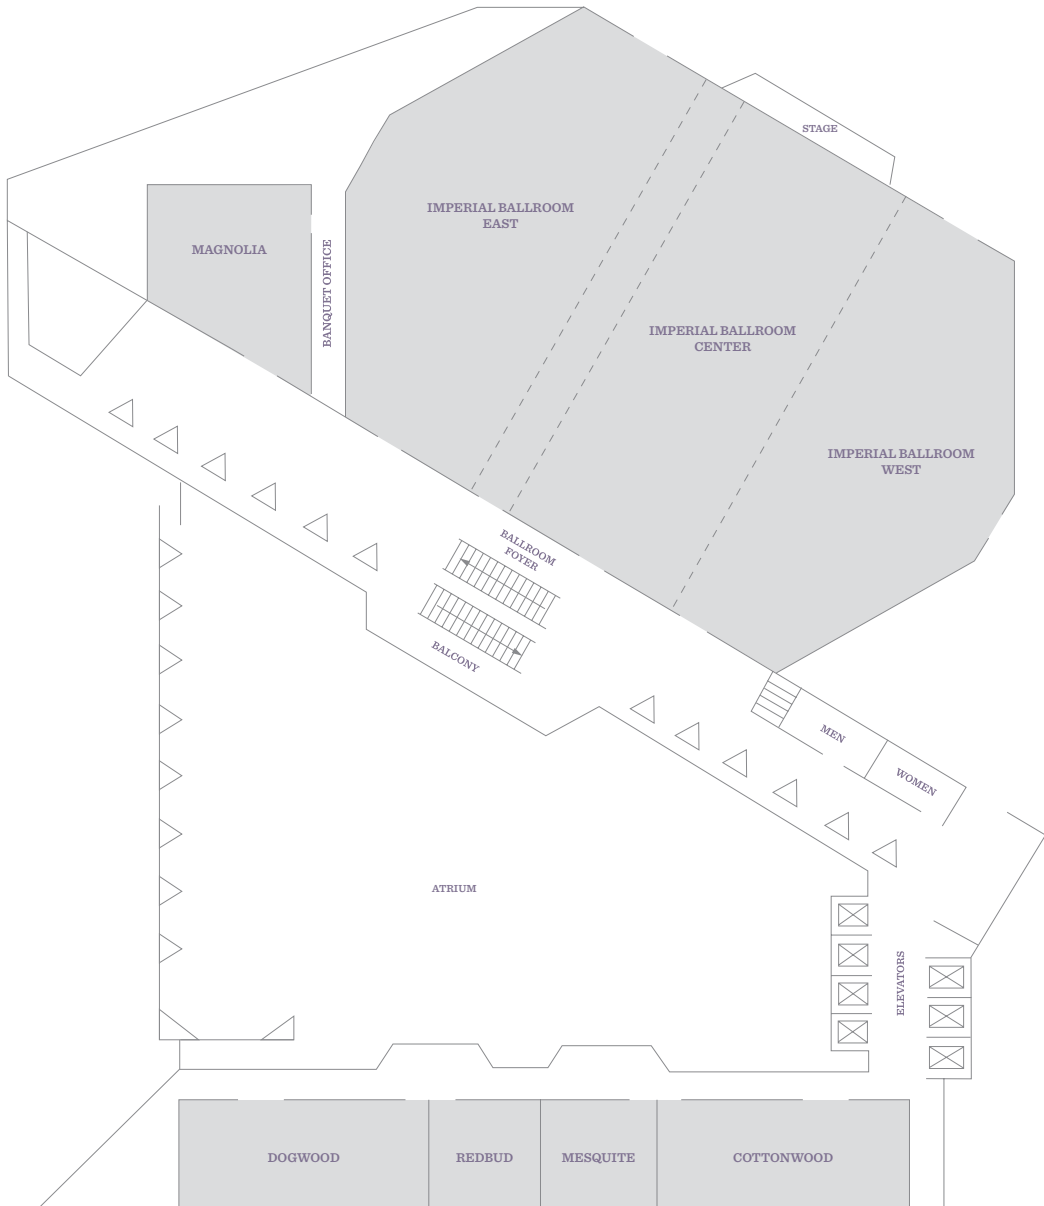 STAGE
IMPERIAL BALLROOM
EAST
MAGNOLIA
BANQUET OFFICE
IMPERIAL BALLROOM
CENTER
IMPERIAL BALLROOM
WEST
BALLROOM
FOYER
BALCONY
MEN
WOMEN
ATRIUM
ELEVATORS
DOGWOOD
REDBUD
MESQUITE
COTTONWOOD